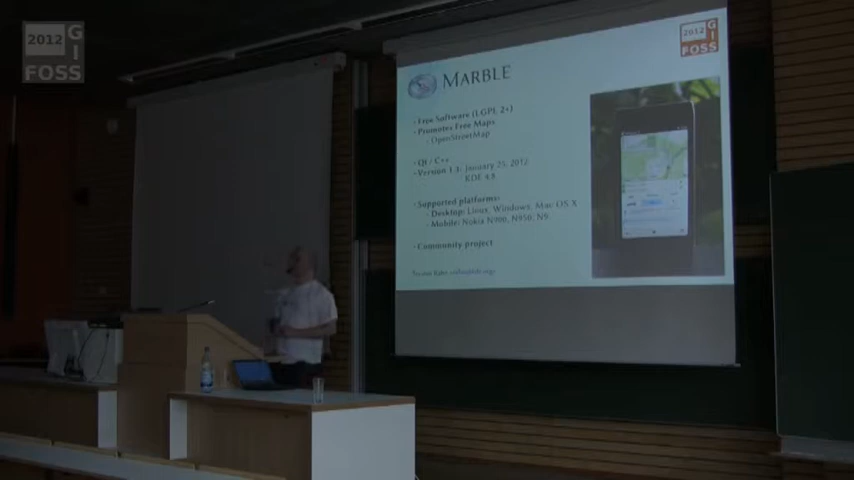 2012 GI
FOSS
2012 GI
FOSS
MARBLE
· Free Software (LGPL 2+)
· Promotes Free Maps
- OpenStreetMap
· Qt / C++
· Version 1.3: January 25, 2012
KDE 4.8
· Supported platforms:
- Desktop: Linux, Windows, Mac OS X
- Mobile: Nokia N900, N950, N9
· Community project